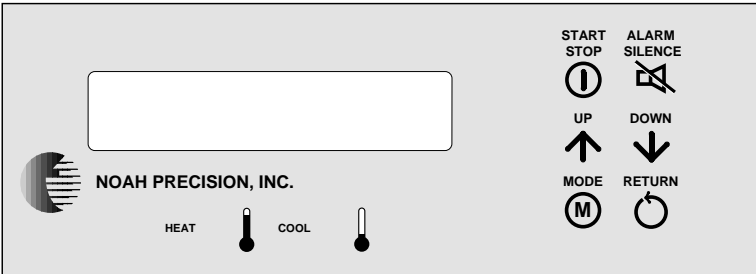 START ALARM
STOP SILENCE
UP DOWN
NOAH PRECISION, INC.
MODE RETURN
M
HEAT COOL